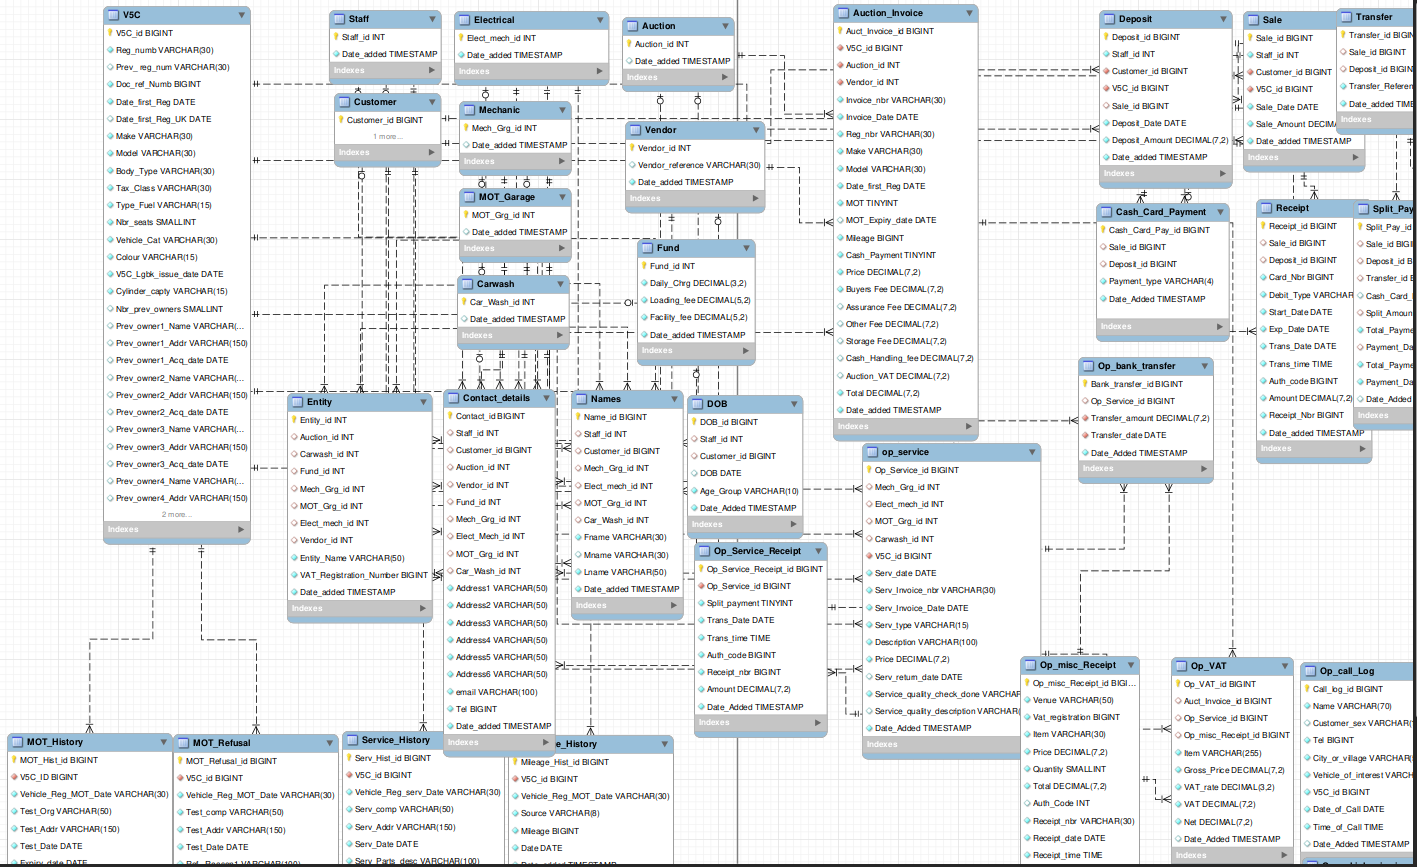 V5C
V5C_id BIGINT
Reg_numb VARCHAR(30)
Prev_ reg_num VARCHAR(30)
Doc_ref_Numb BIGINT
Date_first_Reg DATE
Date_first_Reg_UK DATE
Make VARCHAR(30)
Model VARCHAR(30)
Body_Type VARCHAR(30)
Tax_Class VARCHAR(30)
Type_Fuel VARCHAR(15)
Nbr_seats SMALLINT
Vehicle_Cat VARCHAR(30)
Colour VARCHAR(15)
V5C_Lgbk_issue_date DATE
Cylinder_capty VARCHAR(15)
Nbr_prev_owners SMALLINT
Prev_owner1_Name VARCHAR(...
Prev_owner1_Addr VARCHAR(150)
Prev_owner1_Acq_date DATE
Prev_owner2_Name VARCHAR(...
Prev_owner2_Addr VARCHAR(150)
Prev_owner2_Acq_date DATE
Prev_owner3_Name VARCHAR(...
Prev_owner3_Addr VARCHAR(150)
Prev_owner3_Acq_date DATE
Prev_owner4_Name VARCHAR(...
Prev_owner4_Addr VARCHAR(150)
2 more...
Indexes
Staff
Staff_id INT
Date_added TIMESTAMP
Indexes
Customer
Customer_id BIGINT
1 more...
Indexes
Electrical
Elect_mech_id INT
Date_added TIMESTAMP
Indexes
Mechanic
Mech_Grg_id INT
Date_added TIMESTAMP
Indexes
MOT_Garage
MOT_Grg_id INT
Date_added TIMESTAMP
Indexes
Carwash
Car_Wash_id INT
Date_added TIMESTAMP
Indexes
Auction
Auction_id INT
Date_added TIMESTAMP
Indexes
Vendor
Vendor_id INT
Vendor_reference VARCHAR(30)
Date_added TIMESTAMP
Indexes
Fund
Fund_id INT
Daily_Chrg DECIMAL(3,2)
Loading_fee DECIMAL(5,2)
Facility_fee DECIMAL(5,2)
Date_added TIMESTAMP
Indexes
Auction_Invoice
Auct_Invoice_id BIGINT
V5C_id BIGINT
Auction_id INT
Vendor_id INT
Invoice_nbr VARCHAR(30)
Invoice_Date DATE
Reg_nbr VARCHAR(30)
Make VARCHAR(30)
Model VARCHAR(30)
Date_first_Reg DATE
MOT TINYINT
MOT_Expiry_date DATE
Mileage BIGINT
Cash_Payment TINYINT
Price DECIMAL(7,2)
Buyers Fee DECIMAL(7,2)
Assurance Fee DECIMAL(7,2)
Other Fee DECIMAL(7,2)
Storage Fee DECIMAL(7,2)
Cash_Handling_fee DECIMAL(7,2)
Auction_VAT DECIMAL(7,2)
Total DECIMAL(7,2)
Date_added TIMESTAMP
Indexes
Deposit
Deposit_id BIGINT
Staff_id INT
Customer_id BIGINT
V5C_id BIGINT
Sale_id BIGINT
Deposit_Date DATE
Deposit_Amount DECIMAL(7,2)
Date_added TIMESTAMP
Indexes
Sale
Sale_id BIGINT
Staff_id INT
Customer_id BIGINT
V5C_id BIGINT
Sale_Date DATE
Sale_Amount DECIMA
Date_added TIMESTAMP
Indexes
Transfer
Transfer_id BIGIN
Sale_id BIGINT
Deposit_id BIGIN
Transfer_Referen
Date_added TIME
Indexes
Cash_Card_Payment
Cash_Card_Pay_id BIGINT
Sale_id BIGINT
Deposit_id BIGINT
Payment_type VARCHAR(4)
Date_Added TIMESTAMP
Indexes
Receipt
Receipt_id BIGINT
Sale_id BIGINT
Deposit_id BIGINT
Card_Nbr BIGINT
Debit_Type VARCHAR
Start_Date DATE
Exp_Date DATE
Trans_Date DATE
Trans_time TIME
Auth_code BIGINT
Amount DECIMAL(7,2)
Receipt_Nbr BIGINT
Date_added TIMESTAMP
Indexes
Split_Pay
Split_Pay_id
Sale_id BIGI
Deposit_id B
Transfer_id
Cash_Card_
Split_Amoun
Total_Payme
Payment_Da
Total_Payme
Payment_Da
Date_Added
Indexes
Op_bank_transfer
Bank_transfer_id BIGINT
Op_Service_id BIGINT
Transfer_amount DECIMAL(7,2)
Transfer_date DATE
Date_Added TIMESTAMP
Indexes
Entity
Entity_id INT
Auction_id INT
Carwash_id INT
Fund_id INT
Mech_Grg_id INT
MOT_Grg_id INT
Elect_mech_id INT
Vendor_id INT
Entity_Name VARCHAR(50)
VAT_Registration_Number BIGINT
Date_added TIMESTAMP
Indexes
Contact_details
Contact_id BIGINT
Staff_id INT
Customer_id BIGINT
Auction_id INT
Vendor_id INT
Fund_id INT
Mech_Grg_id INT
Elect_Mech_id INT
MOT_Grg_id INT
Car_Wash_id INT
Address1 VARCHAR(50)
Address2 VARCHAR(50)
Address3 VARCHAR(50)
Address4 VARCHAR(50)
Address5 VARCHAR(50)
Address6 VARCHAR(50)
email VARCHAR(100)
Tel BIGINT
Date_added TIMESTAMP
Indexes
Names
Name_id BIGINT
Staff_id INT
Customer_id BIGINT
Mech_Grg_id INT
Elect_mech_id INT
MOT_Grg_id INT
Car_Wash_id INT
Fname VARCHAR(30)
Mname VARCHAR(30)
Lname VARCHAR(50)
Date_added TIMESTAMP
Indexes
DOB
DOB_id BIGINT
Staff_id INT
Customer_id BIGINT
DOB DATE
Age_Group VARCHAR(10)
Date_Added TIMESTAMP
Indexes
Op_Service_Receipt
Op_Service_Receipt_id BIGINT
Op_Service_id BIGINT
Split_payment TINYINT
Trans_Date DATE
Trans_time TIME
Auth_code BIGINT
Receipt_nbr BIGINT
Amount DECIMAL(7,2)
Date_Added TIMESTAMP
Indexes
op_service
Op_Service_id BIGINT
Mech_Grg_id INT
Elect_mech_id INT
MOT_Grg_id INT
Carwash_id INT
V5C_id BIGINT
Serv_date DATE
Serv_Invoice_nbr VARCHAR(30)
Serv_Invoice_Date DATE
Serv_type VARCHAR(15)
Description VARCHAR(100)
Price DECIMAL(7,2)
Serv_return_date DATE
Service_quality_check_done VARCHAR
Service_quality_description VARCHAR(
Date_Added TIMESTAMP
Indexes
Op_misc_Receipt
Op_misc_Receipt_id BIGI...
Venue VARCHAR(50)
Vat_registration BIGINT
Item VARCHAR(30)
Price DECIMAL(7,2)
Quantity SMALLINT
Total DECIMAL(7,2)
Auth_Code INT
Receipt_nbr VARCHAR(30)
Receipt_date DATE
Receipt_time TIME
Op_VAT
Op_VAT_id BIGINT
Auct_Invoice_id BIGINT
Op_Service_id BIGINT
Op_misc_Receipt_id BIGINT
Item VARCHAR(255)
Gross_Price DECIMAL(7,2)
VAT_rate DECIMAL(3,2)
VAT DECIMAL(7,2)
Net DECIMAL(7,2)
Date_Added TIMESTAMP
Indexes
Op_call_Log
Call_log_id BIGINT
Name VARCHAR(70)
Customer_sex VARCHAR(
Tel BIGINT
City_or_village VARCHAR(
Vehicle_of_interest VARCH
V5C_id BIGINT
Date_of_Call DATE
Time_of_Call TIME
Date_Added TIMESTAMP
MOT_History
MOT_Hist_id BIGINT
V5C_ID BIGINT
Vehicle_Reg_MOT_Date VARCHAR(30)
Test_Org VARCHAR(50)
Test_Addr VARCHAR(150)
Test_Date DATE
Expiry_date DATE
MOT_Refusal
MOT_Refusal_id BIGINT
V5C_id BIGINT
Vehicle_Reg_MOT_Date VARCHAR(30)
Test_comp VARCHAR(50)
Test_Addr VARCHAR(150)
Test_Date DATE
Service_History
Serv_Hist_id BIGINT
V5C_id BIGINT
Vehicle_Reg_serv_Date VARCHAR(30)
Serv_comp VARCHAR(50)
Serv_Addr VARCHAR(150)
Serv_Date DATE
Serv_Parts_desc VARCHAR(100)
e_History
Mileage_Hist_id BIGINT
V5C_id BIGINT
Vehicle_Reg_MOT_Date VARCHAR(30)
Source VARCHAR(8)
Mileage BIGINT
Date DATE